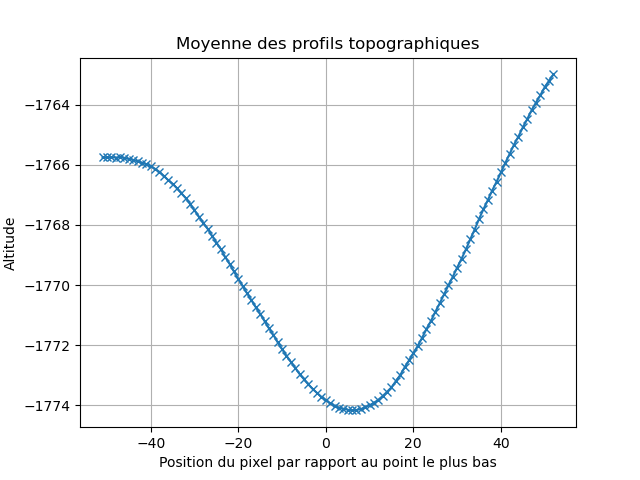 Moyenne des profils topographiques
Altitude
−1764
−1766
−1768
−1770
−1772
−1774
−40 −20 0 20 40
Position du pixel par rapport au point le plus bas